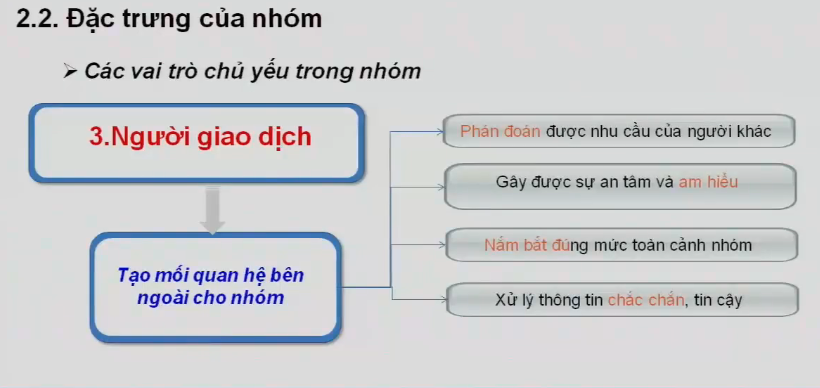 2.2. Đặc trưng của nhóm
➢ Các vai trò chủ yếu trong nhóm
3.Người giao dịch
Tạo mối quan hệ bên
ngoài cho nhóm
Phán đoán được nhu cầu của người khác
Gây được sự an tâm và am hiểu
Nắm bắt đúng mức toàn cảnh nhóm
Xử lý thông tin chắc chắn, tin cậy